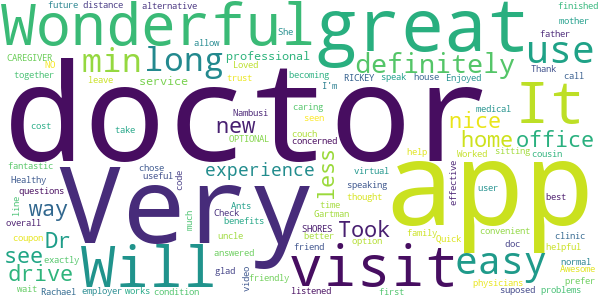 future distance alternative
Wonderful great
She finished
mother
allow father
CAREGIVER min long definitely use
No professional
together Loved becoming RICKEY speak house Enjoyed Thank call
leave service trust I'm medical
doctor It
cost take new Nambusi caring seen couch concerned nice home office
OPTIONAL
fantastic experience less help Worked sitting cousin
Healthy chose useful virtual effective
questions code speaking user best
line way Very thought app
overall much Ants time
coupon Dr Check benefits Gartman family convenient
uncle SHORES Took better Quick doc clinic
see exactly Will answered friend option visit easy helpful
drive glad video friendly listened first physicians normal
wait condition Awesome prefer
Rachael employer works suposed problems